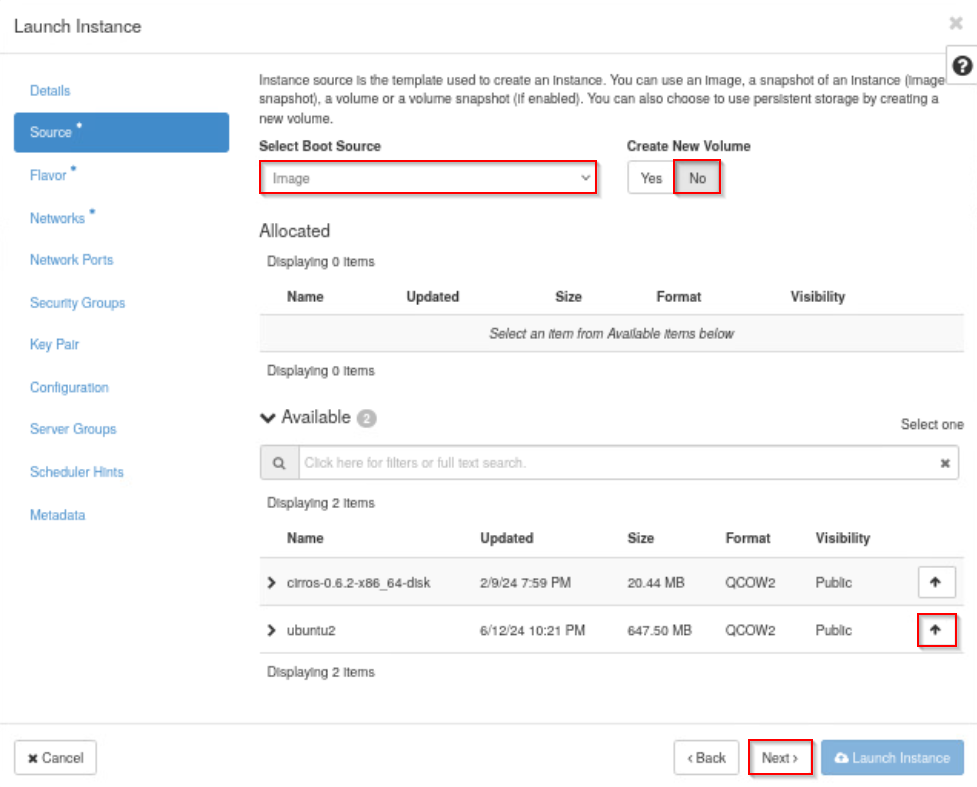 Launch Instance
Details
Source *
Flavor *
Networks *
Network Ports
Security Groups
Key Pair
Configuration
Server Groups
Scheduler Hints
Metadata
Instance source is the template used to create an instance. You can use an image, a snapshot of an instance (image
snapshot), a volume or a volume snapshot (if enabled). You can also choose to use persistent storage by creating a
new volume.
Select Boot Source
Create New Volume
Image
Yes No
Allocated
Displaying 0 items
Name Updated Size Format Visibility
Select an item from Available items below
Displaying 0 items
Available 2
Select one
Click here for filters or full text search.
Displaying 2 items
Name Updated Size Format Visibility
cirros-0.6.2-x86_64-disk 2/9/24 7:59 PM 20.44 MB QCOW2 Public
ubuntu2 6/12/24 10:21 PM 647.50 MB QCOW2 Public
Displaying 2 items
× Cancel
‹ Back Next › Launch Instance